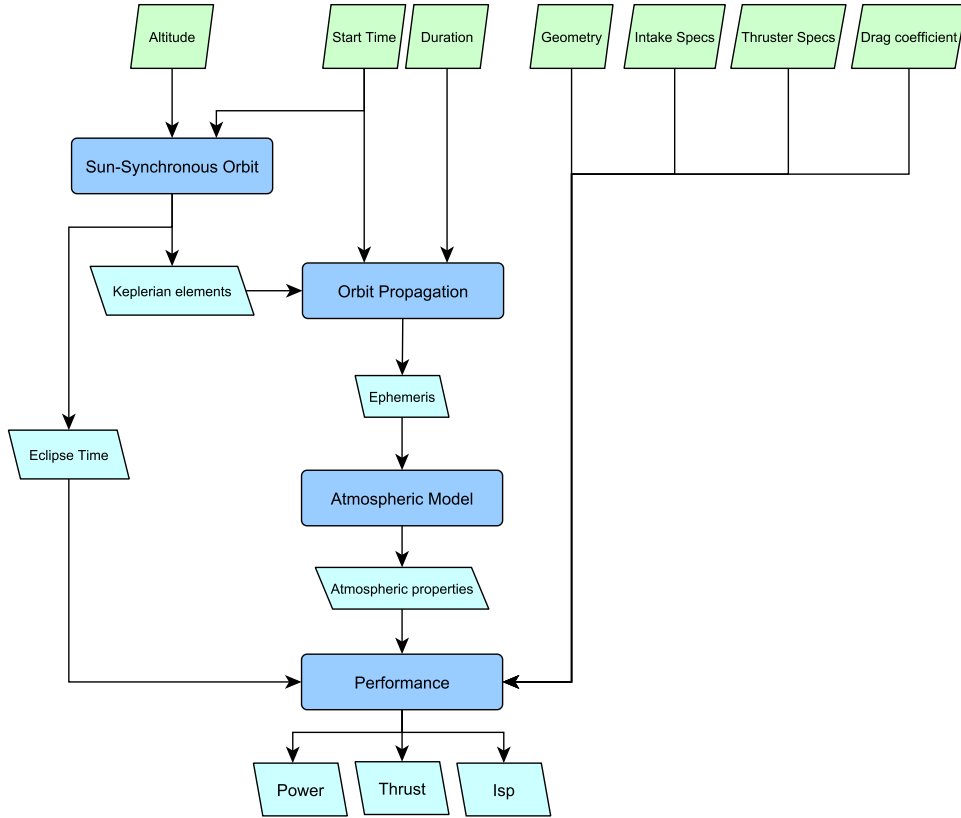 Altitude
Start Time
Duration
Geometry
Intake Specs
Thruster Specs
Drag coefficient
Sun-Synchronous Orbit
Keplerian elements
Orbit Propagation
Ephemeris
Eclipse Time
Atmospheric Model
Atmospheric properties
Performance
Power
Thrust
Isp